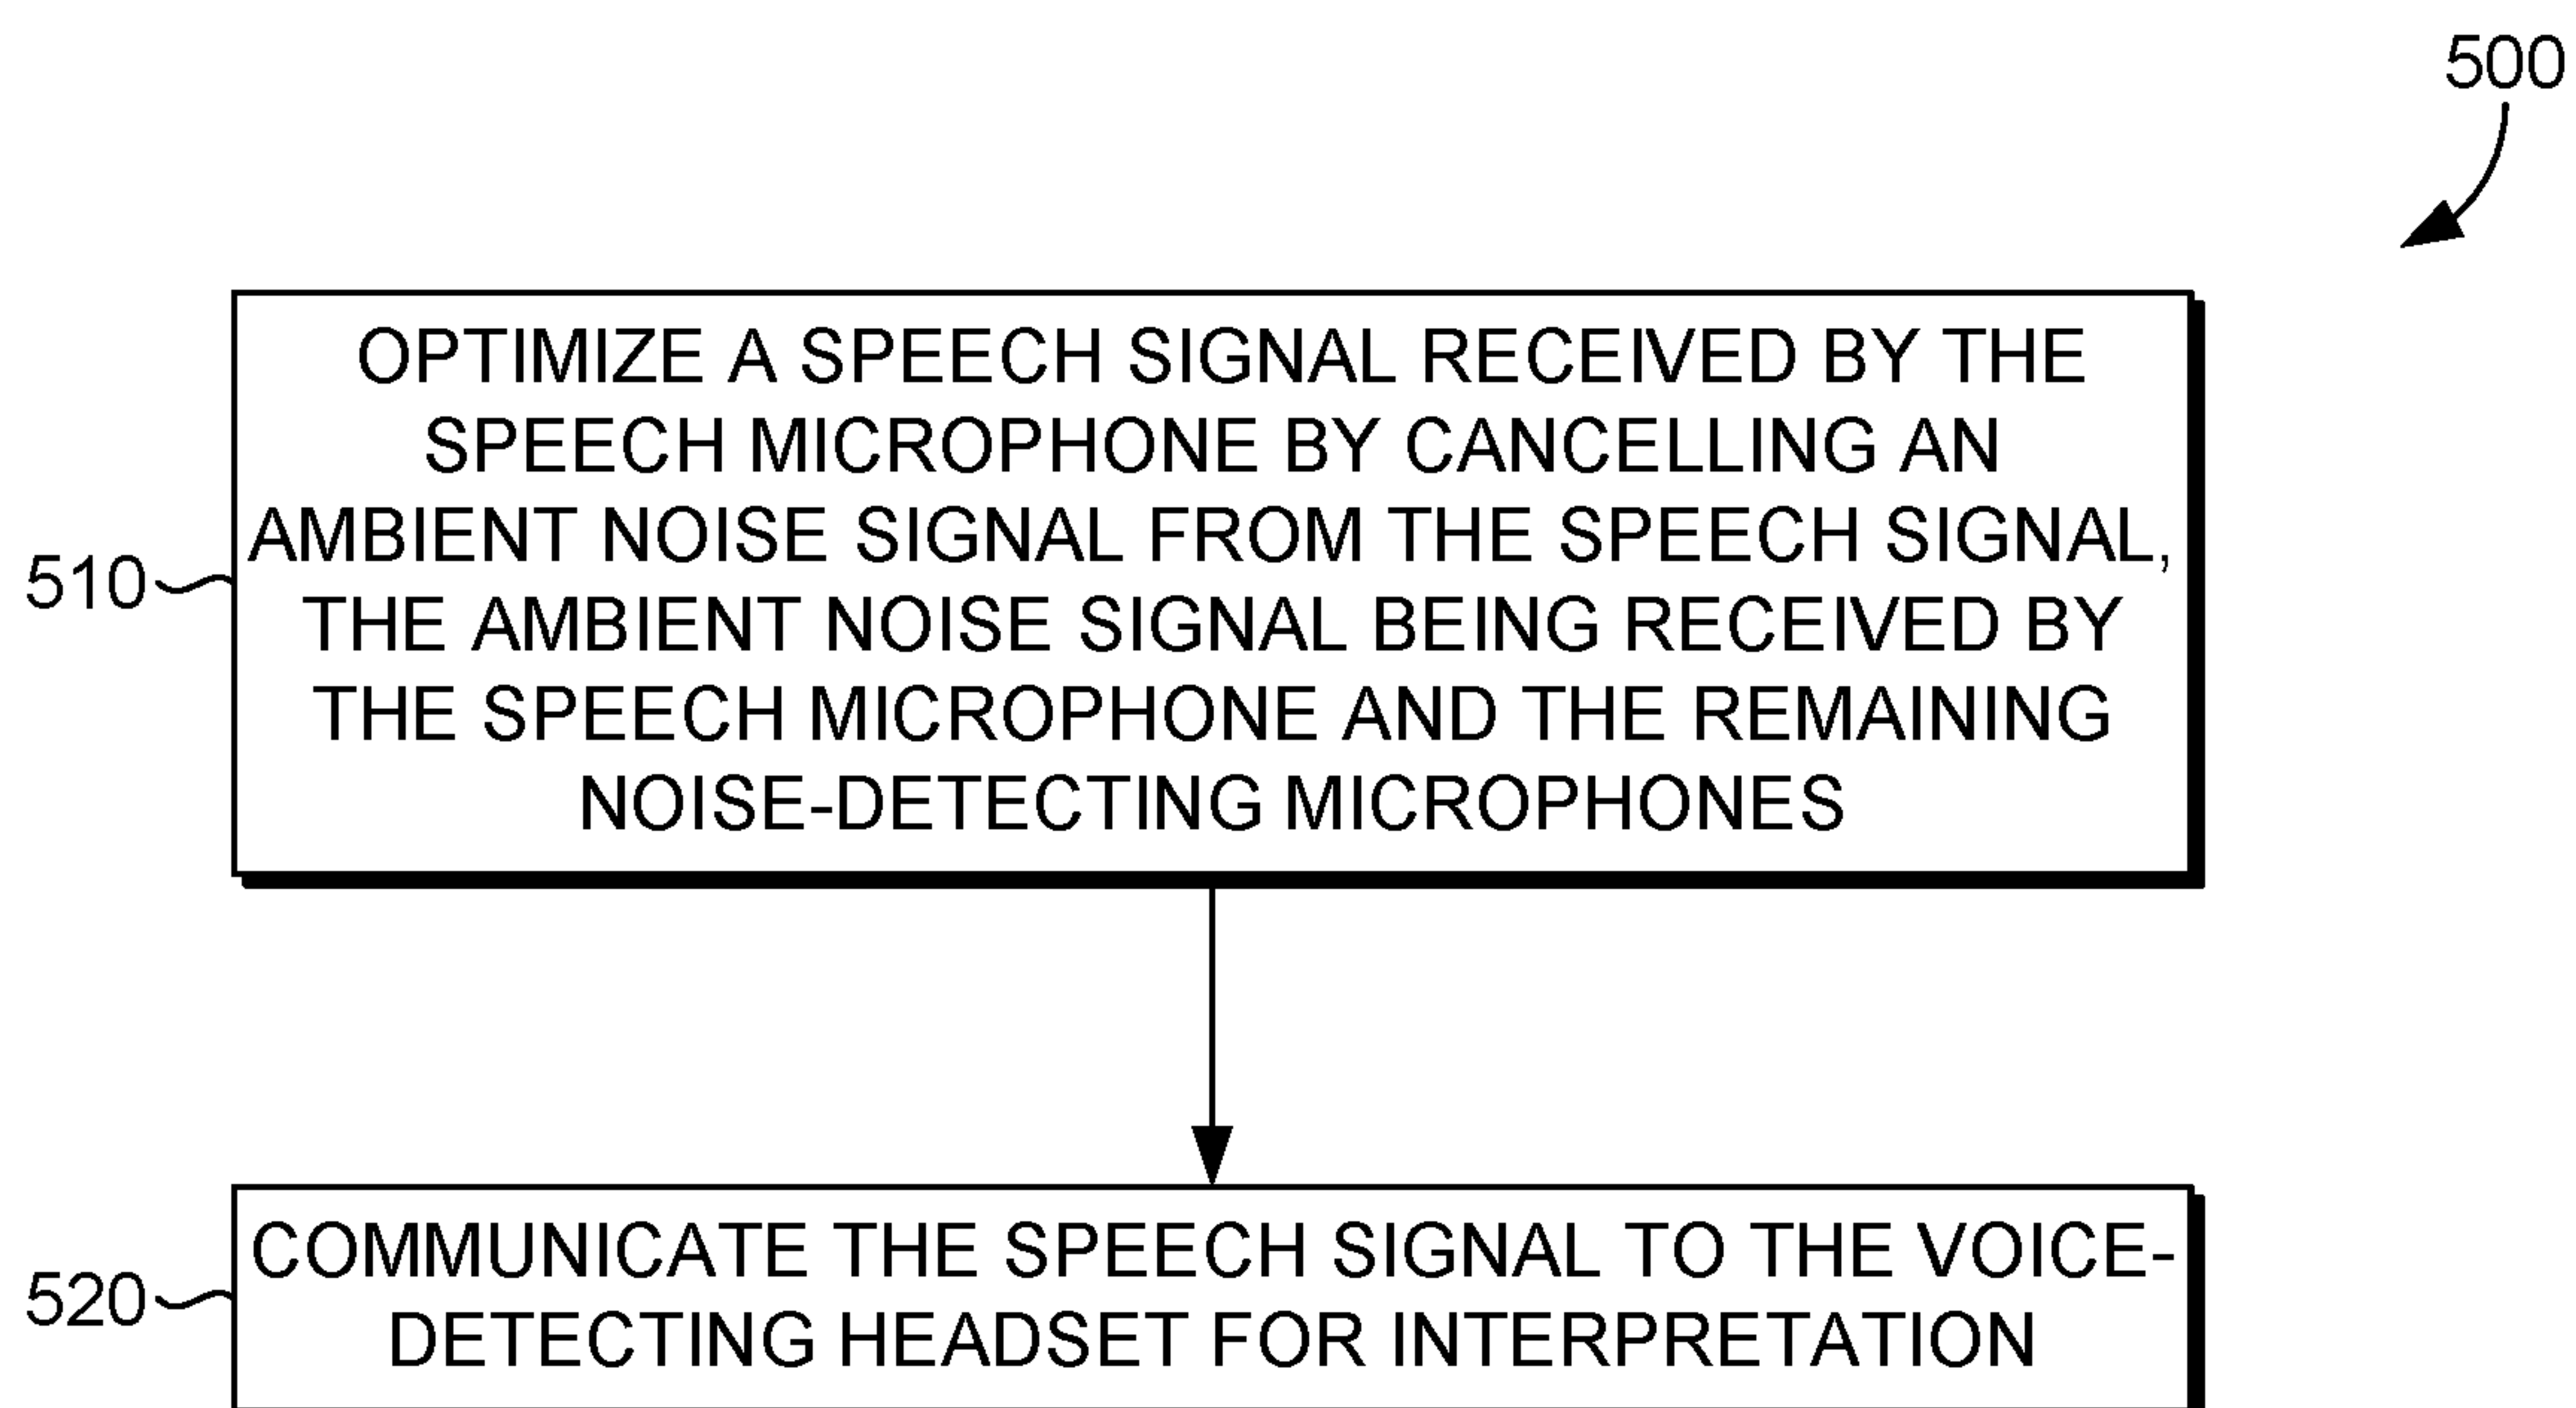 500
OPTIMIZE A SPEECH SIGNAL RECEIVED BY THE
SPEECH MICROPHONE BY CANCELLING AN
AMBIENT NOISE SIGNAL FROM THE SPEECH SIGNAL,
THE AMBIENT NOISE SIGNAL BEING RECEIVED BY
THE SPEECH MICROPHONE AND THE REMAINING
NOISE-DETECTING MICROPHONES
510
COMMUNICATE THE SPEECH SIGNAL TO THE VOICE-
DETECTING HEADSET FOR INTERPRETATION
520